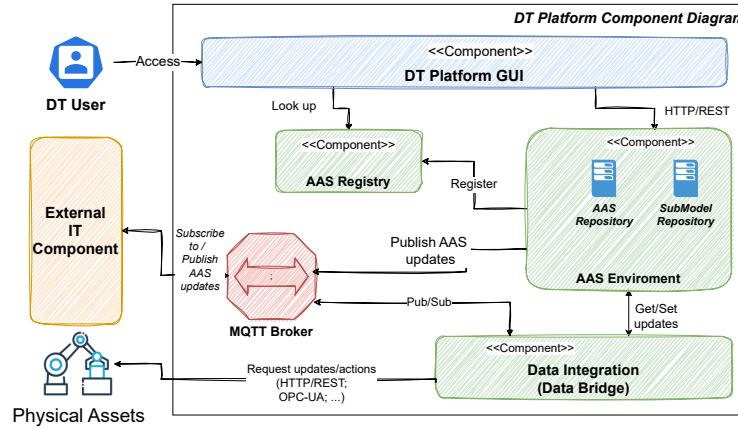 DT Platform Component Diagram
<<Component>>
DT Platform GUI
Access
DT User
Look up
HTTP/REST
<<Component>>
AAS Registry
<<Component>>
AAS
Repository
SubModel
Repository
AAS Enviroment
Register
External
IT
Component
Subscribe
to /
Publish
AAS
updates
Publish AAS
updates
;
MQTT Broker
Pub/Sub
Get/Set
updates
<<Component>>
Data Integration
(Data Bridge)
Request updates/actions
(HTTP/REST;
OPC-UA; ...)
Physical Assets